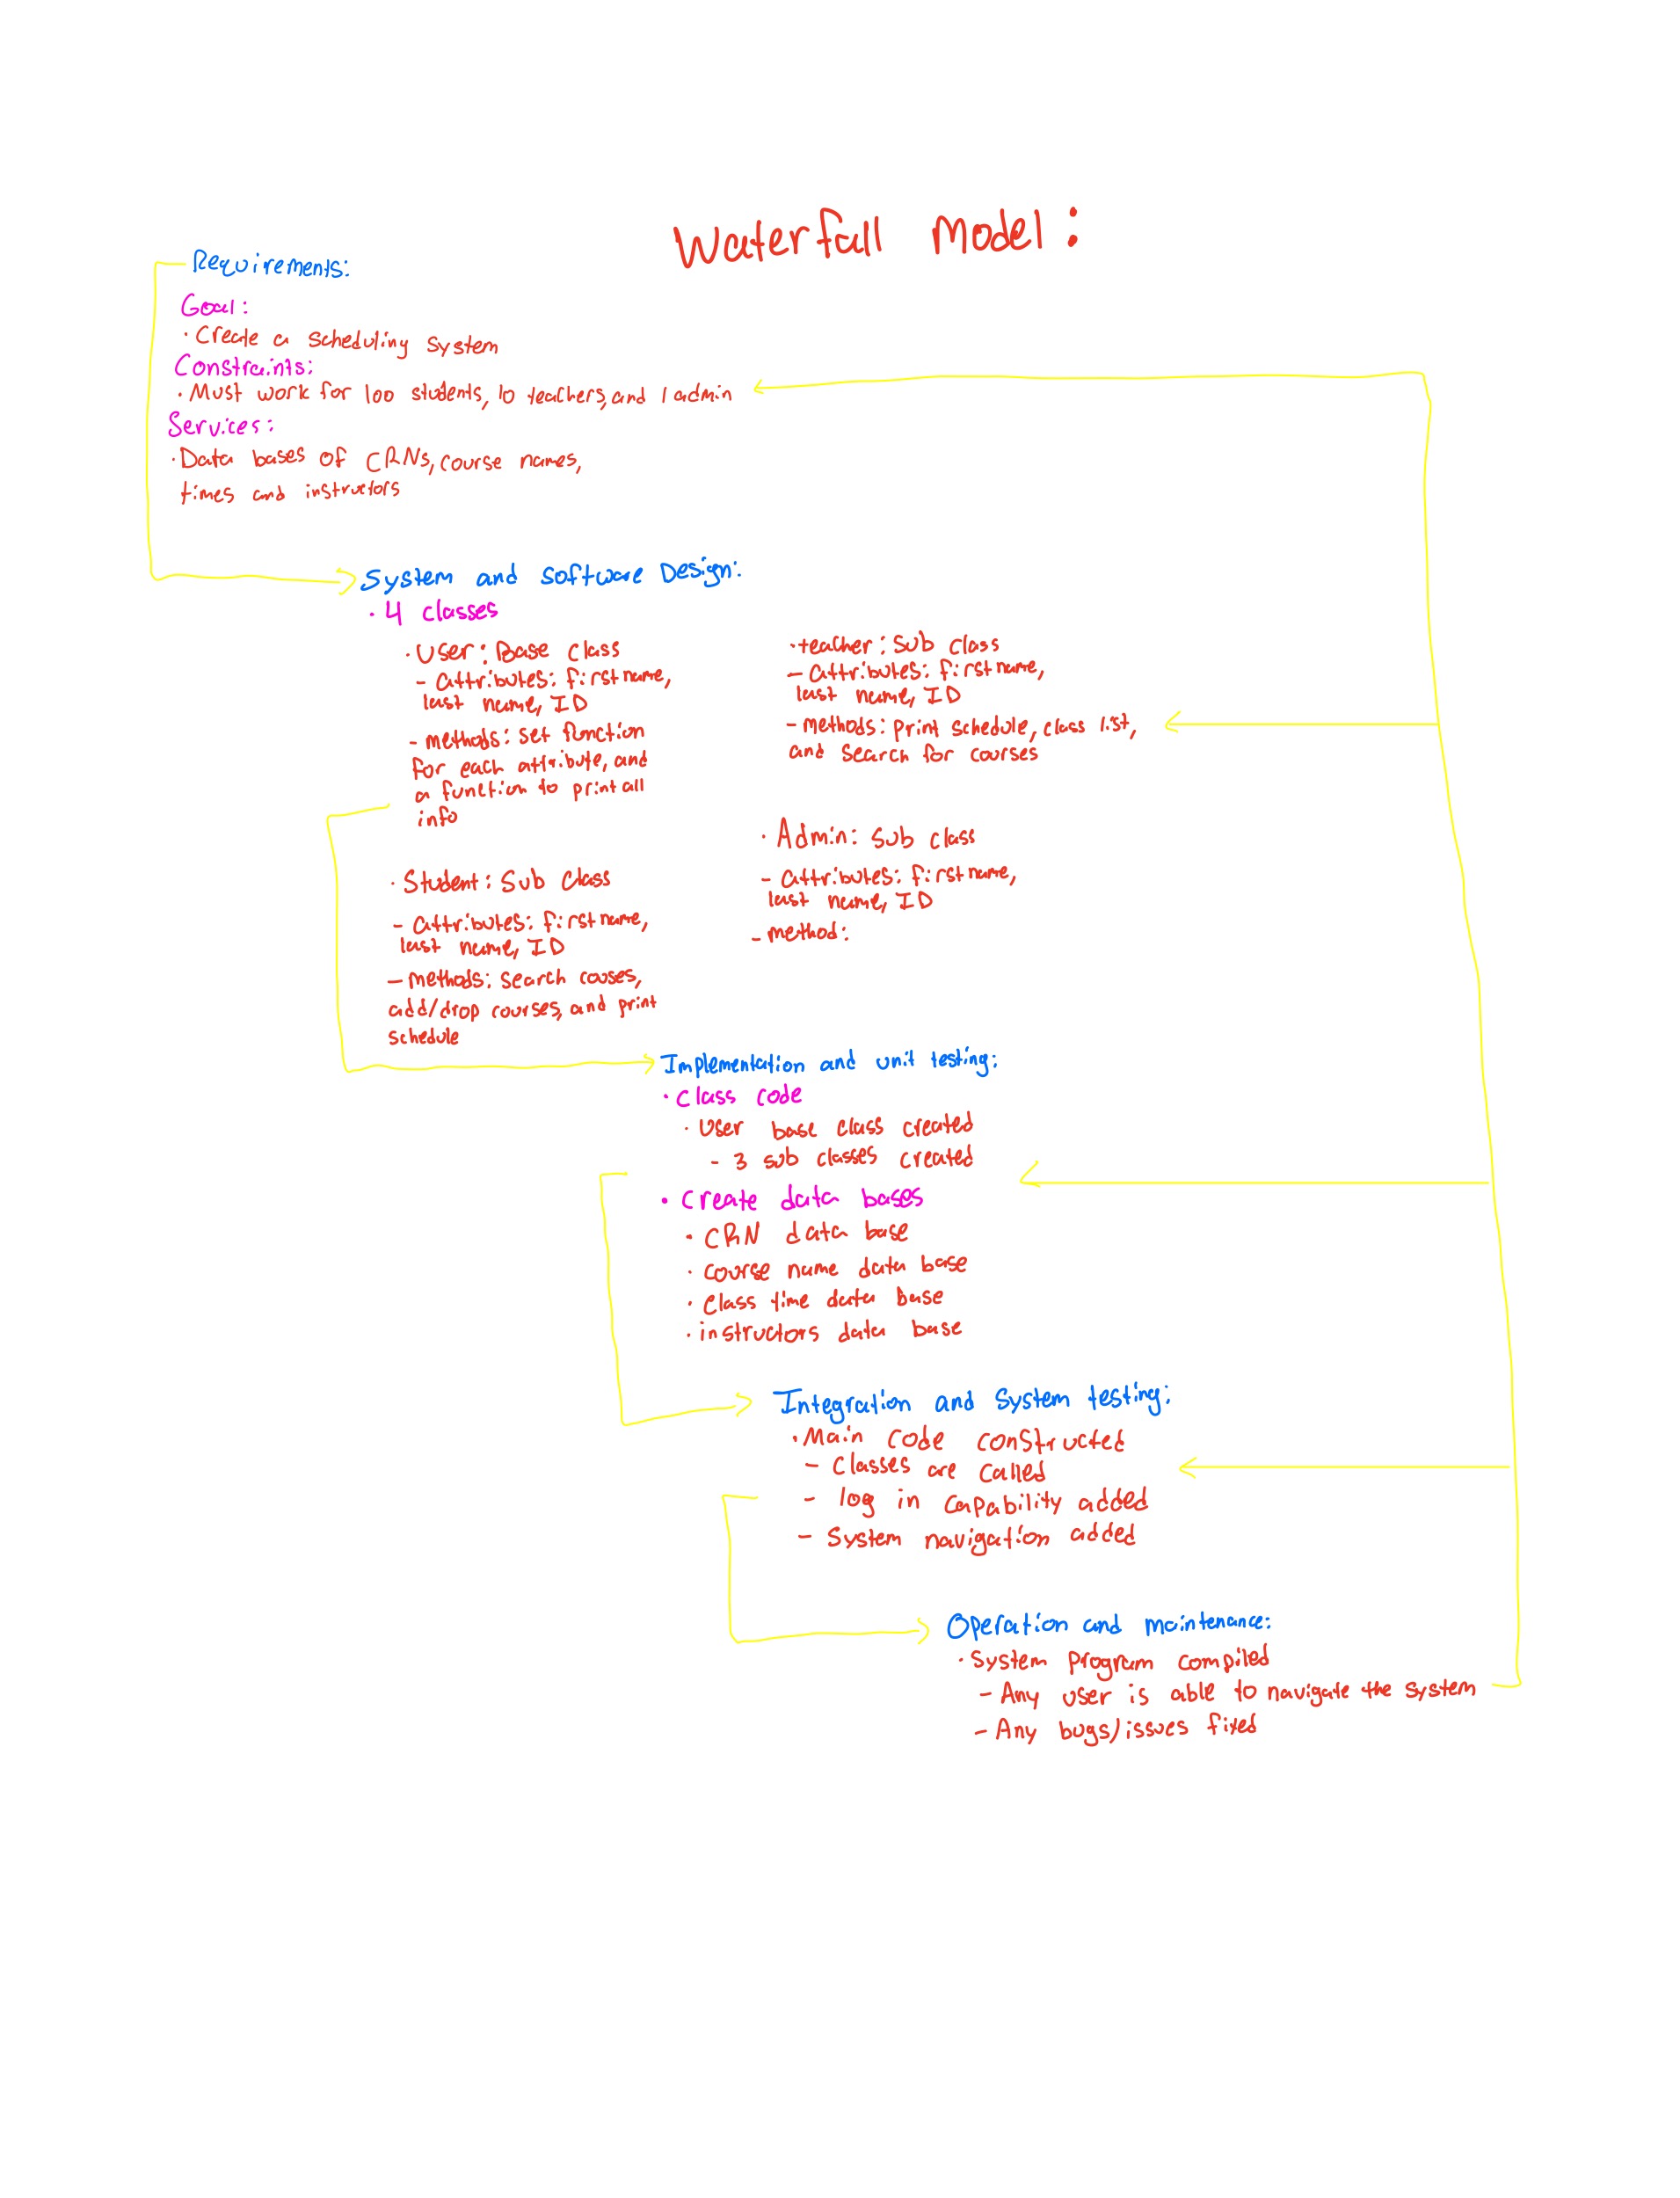 Waterfall Model:
Requirements:
Goal:
· Create a scheduling system
Constraints:
· Must work for 100 students, 10 teachers, and 1 admin
Services:
· Data bases of CRNs, course names,
times and instructors
System and software Design:
· 4 classes
· User: Base class
- attributes: first name,
last name, ID
- methods: set function
for each attribute, and
a function to print all
info
· teacher: sub class
- attributes: first name,
last name, ID
- methods: print schedule, class list,
and search for courses
· Student: Sub class
- attributes: first name,
last name, ID
- methods: search couses,
add/drop courses, and print
schedule
· Admin: sub class
- attributes: first name,
last name, ID
- method:
Implementation and unit testing:
· class code
· User base class created
- 3 sub classes created
· Create data bases
· CRN data base
· course name data base
· class time data base
· instructors data base
Integration and System testing:
· Main code constructed
- classes are called
- log in capability added
- System navigation added
Operation and maintenance:
· System program compiled
- Any user is able to navigate the system
- Any bugs/issues fixed